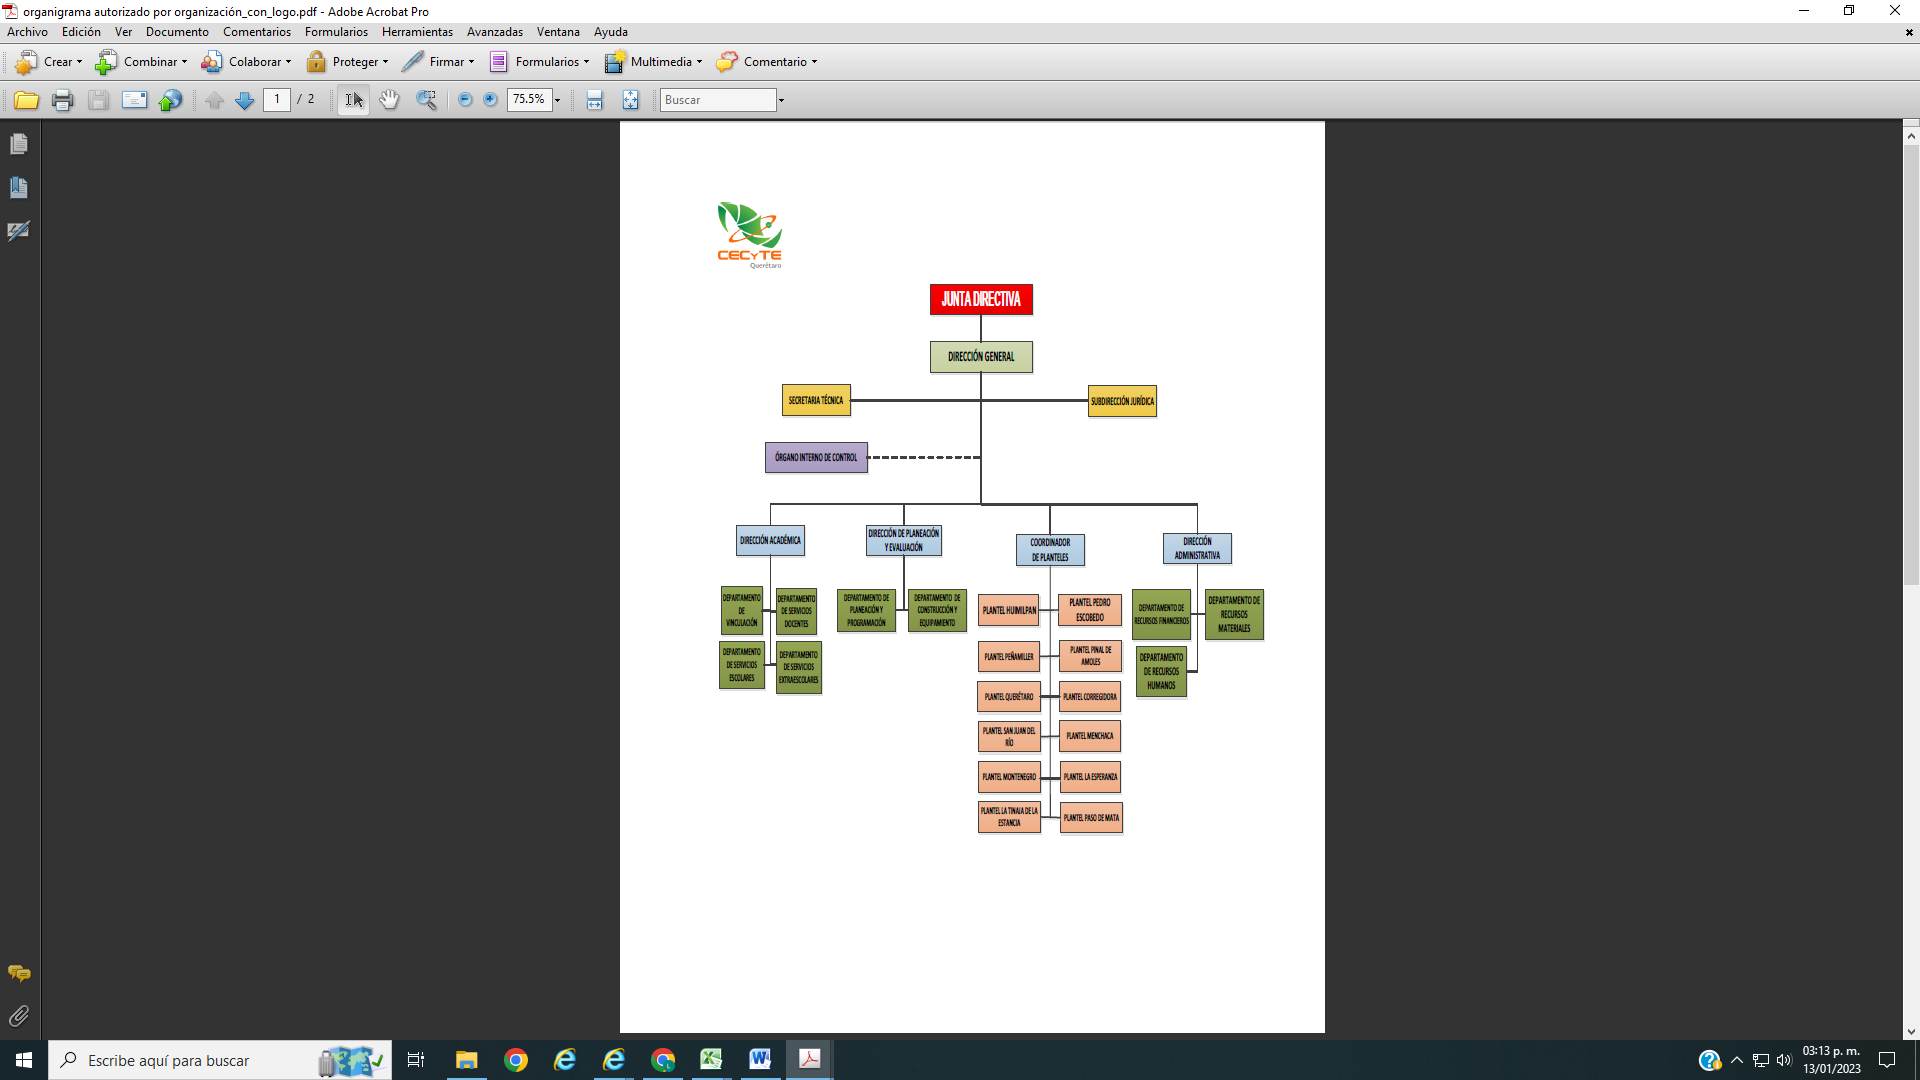 organigrama autorizado por organización_con_logo.pdf - Adobe Acrobat Pro
Archivo Edición Ver Documento Comentarios Formularios Herramientas Avanzadas Ventana Ayuda
Crear Combinar Colaborar Proteger Firmar Formularios Multimedia Comentario
1 / 2 75.5% Buscar
CECyTE
Querétaro
JUNTA DIRECTIVA
DIRECCIÓN GENERAL
SECRETARIA TÉCNICA
SUBDIRECCIÓN JURÍDICA
ÓRGANO INTERNO DE CONTROL
DIRECCIÓN ACADÉMICA
DIRECCIÓN DE PLANEACIÓN
Y EVALUACIÓN
COORDINADOR
DE PLANTELES
DIRECCIÓN
ADMINISTRATIVA
DEPARTAMENTO
DE
VINCULACIÓN
DEPARTAMENTO
DE SERVICIOS
DOCENTES
DEPARTAMENTO
DE SERVICIOS
ESCOLARES
DEPARTAMENTO
DE SERVICIOS
EXTRAESCOLARES
DEPARTAMENTO DE
PLANEACIÓN Y
PROGRAMACIÓN
DEPARTAMENTO DE
CONSTRUCCIÓN Y
EQUIPAMIENTO
PLANTEL HUIMILPAN
PLANTEL PEDRO
ESCOBEDO
PLANTEL PEÑAMILLER
PLANTEL PINAL DE
AMOLES
PLANTEL QUERÉTARO
PLANTEL CORREGIDORA
PLANTEL SAN JUAN DEL
RÍO
PLANTEL MENCHACA
PLANTEL MONTENEGRO
PLANTEL LA ESPERANZA
PLANTEL LA TINAJA DE LA
ESTANCIA
PLANTEL PASO DE MATA
DEPARTAMENTO DE
RECURSOS FINANCIEROS
DEPARTAMENTO DE
RECURSOS
MATERIALES
DEPARTAMENTO
DE RECURSOS
HUMANOS
Escribe aquí para buscar
03:13 p. m.
13/01/2023